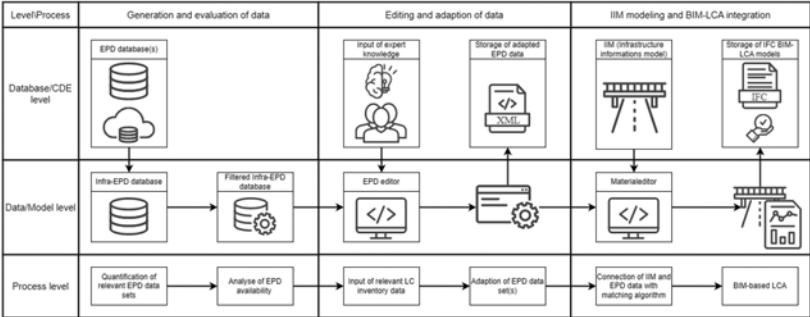 Level\Process
Generation and evaluation of data
Editing and adaption of data
IIM modeling and BIM-LCA integration
Database/CDE
level
EPD database(s)
Input of expert
knowledge
Storage of adapted
EPD data
XML
IIM (Infrastructure
informations model)
Storage of IFC BIM-
LCA models
IFC
Data/Model level
Infra-EPD database
Filtered Infra-EPD
database
EPD editor
Materialeditor
Process level
Quantification of
relevant EPD data
sets
Analyse of EPD
availability
Input of relevant LC
inventory data
Adaption of EPD data
set(s)
Connection of IIM and
EPD data with
matching algorithm
BIM-based LCA